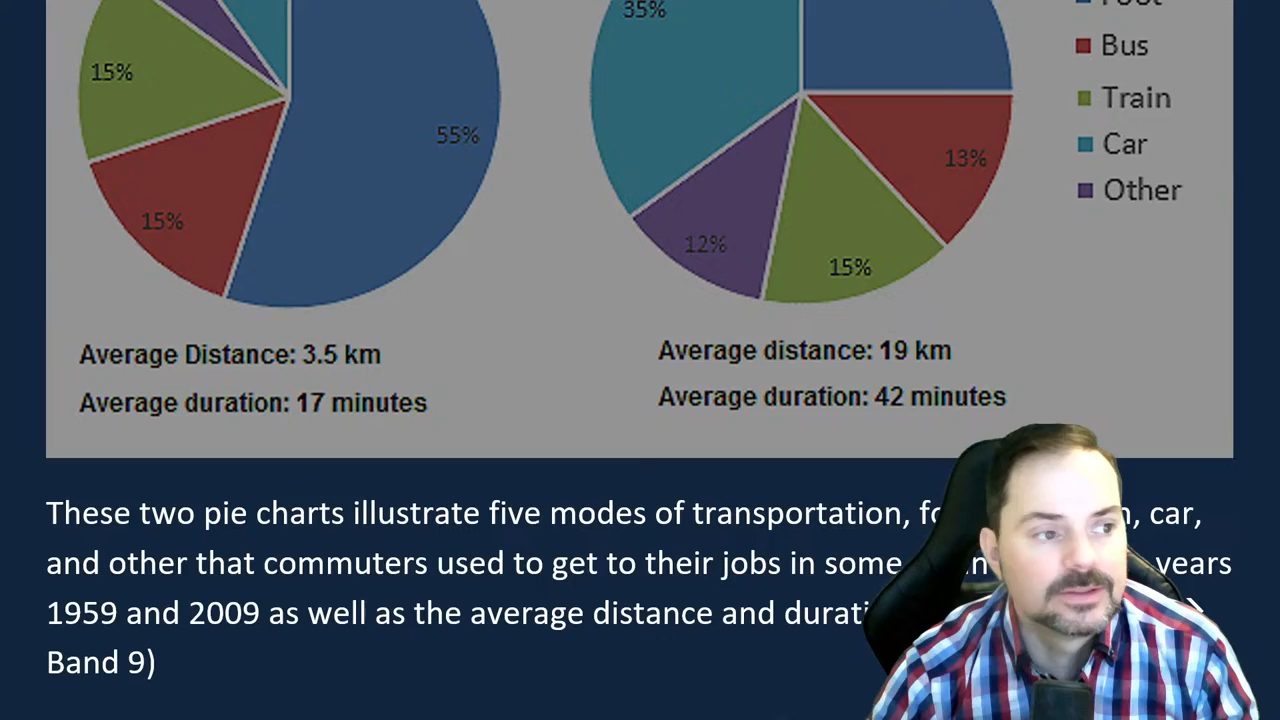 35%
Bus
15%
Train
55%
Car
13%
Other
15%
12%
15%
Average Distance: 3.5 km
Average distance: 19 km
Average duration: 17 minutes
Average duration: 42 minutes
These two pie charts illustrate five modes of transportation, car,
and other that commuters used to get to their jobs in some years
1959 and 2009 as well as the average distance and
Band 9)